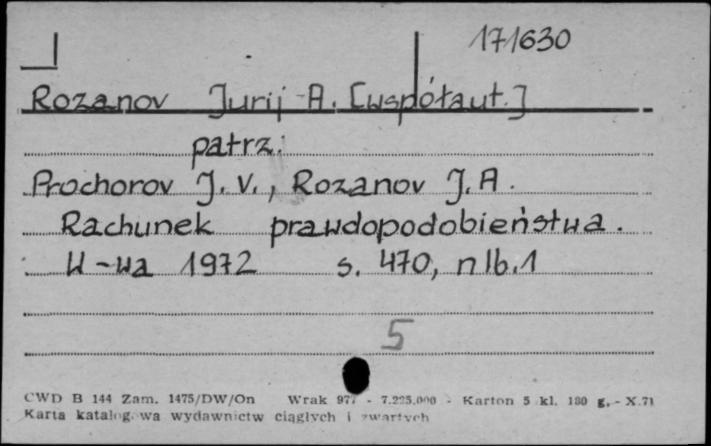 171630
Rozanov Jurij A. [współaut.]
patrz:
Prochorov J.V., Rozanov J.A.
Rachunek prawdopodobieństwa.
W-wa 1972 s. 470, nlb.1
5
CWD B 144 Zam. 1475/DW/On Wrak 977 - 7.225.000 - Karton 5 kl. 180 g. - X.71
Karta katalogowa wydawnictw ciągłych i zwartych